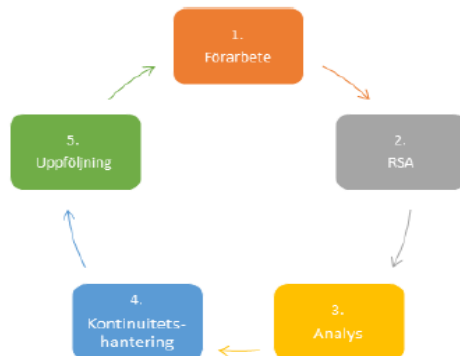 1.
Förarbete
2.
RSA
3.
Analys
4.
Kontinuitets-
hantering
5.
Uppföljning